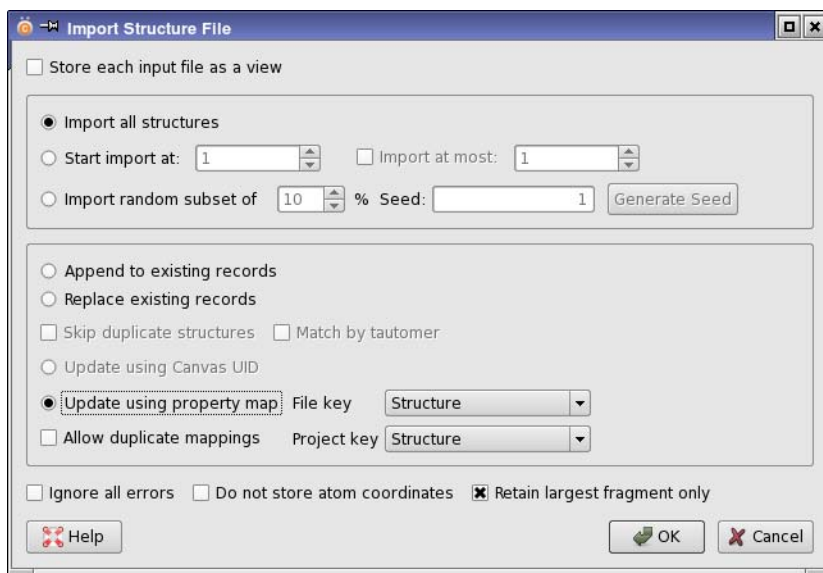 Import Structure File
Store each input file as a view
Import all structures
Start import at: 1 Import at most: 1
Import random subset of 10 % Seed: 1 Generate Seed
Append to existing records
Replace existing records
Skip duplicate structures Match by tautomer
Update using Canvas UID
Update using property map File key Structure
Allow duplicate mappings Project key Structure
Ignore all errors Do not store atom coordinates Retain largest fragment only
Help OK Cancel